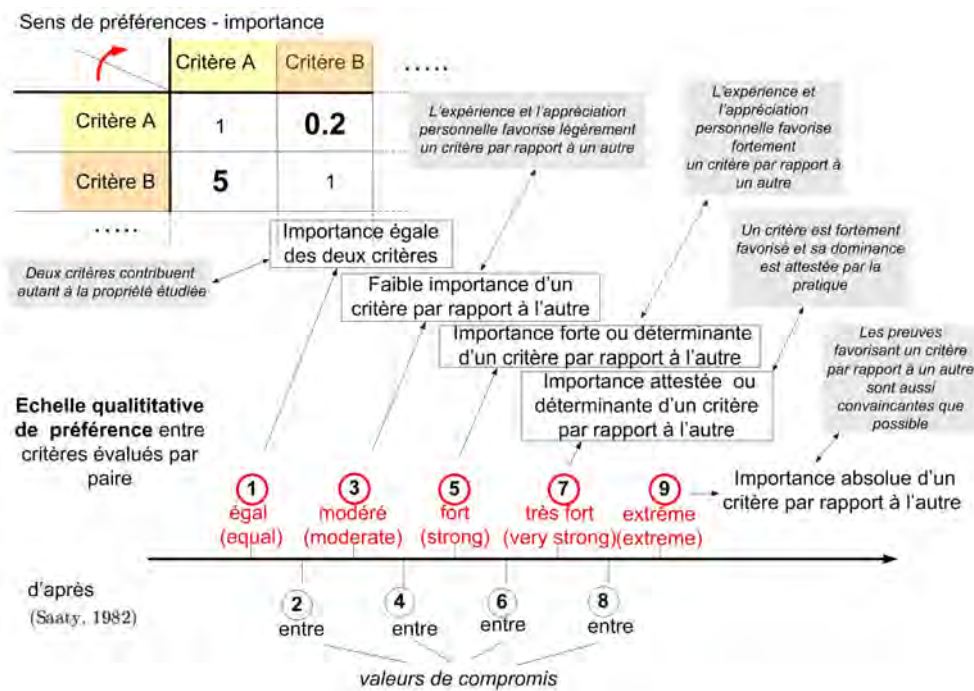 Sens de préférences - importance
Critère A
Critère B
.....
Critère A
1
0.2
Critère B
5
1
.....
L'expérience et l'appréciation
personnelle favorise légèrement
un critère par rapport à un autre
L'expérience et
l'appréciation
personnelle favorise
fortement
un critère par rapport à
un autre
Importance égale
des deux critères
Deux critères contribuent
autant à la propriété étudiée
Un critère est fortement
favorisé et sa dominance
est attestée par la
pratique
Faible importance d'un
critère par rapport à l'autre
Importance forte ou déterminante
d'un critère par rapport à l'autre
Les preuves
favorisant un critère
par rapport à un autre
sont aussi
convaincantes que
possible
Importance attestée ou
déterminante d'un critère
par rapport à l'autre
Echelle qualititative
de préférence entre
critères évalués par
paire
Importance absolue d'un
critère par rapport à l'autre
1
3
5
7
9
égal
modéré
fort
très fort
extrême
(equal)
(moderate)
(strong)
(very strong)
(extreme)
d'après
(Saaty, 1982)
2
4
6
8
entre
entre
entre
entre
valeurs de compromis